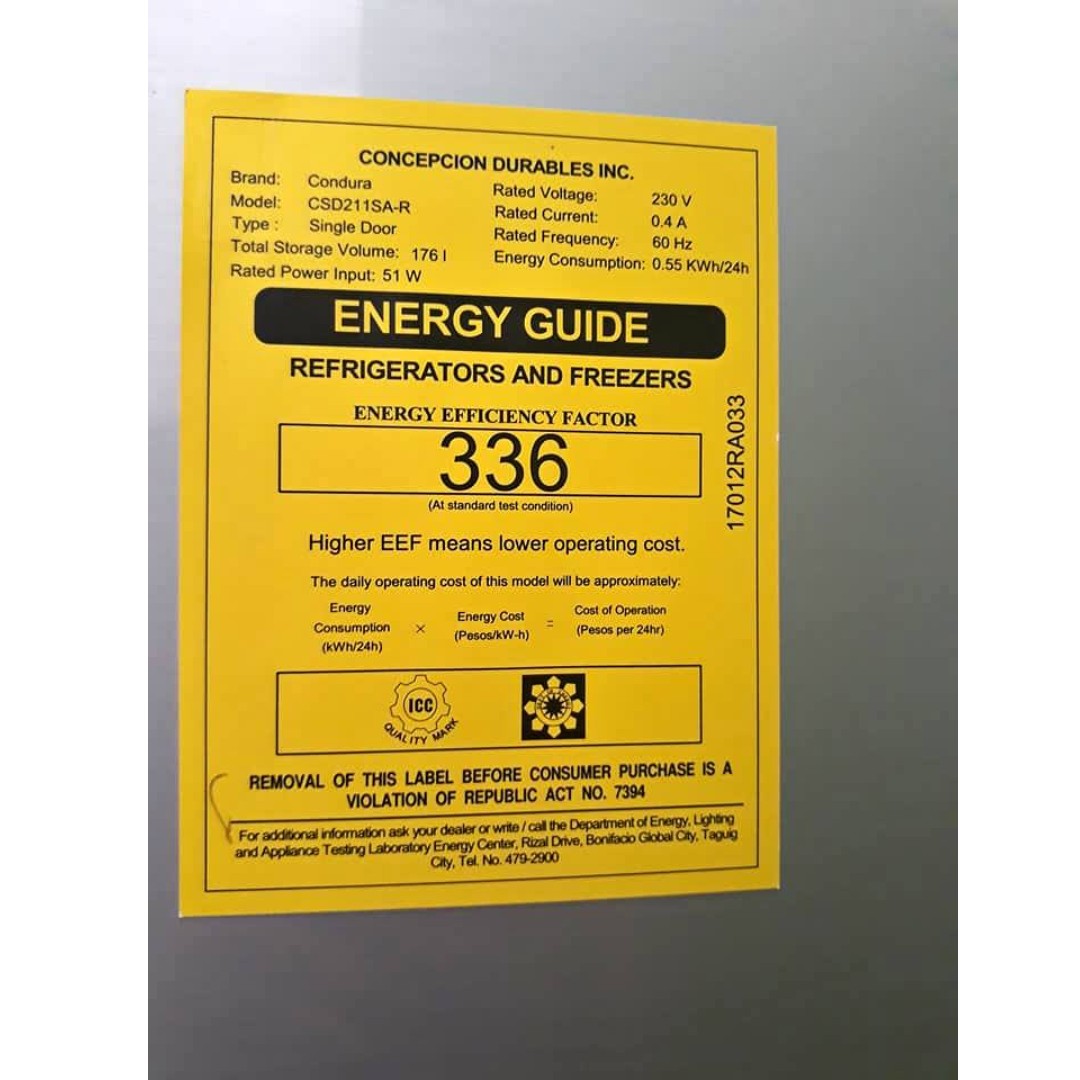 CONCEPCION DURABLES INC.
Brand: Condura
Model: CSD211SA-R
Type : Single Door
Total Storage Volume: 176 l
Rated Power Input: 51 W
Rated Voltage: 230 V
Rated Current: 0.4 A
Rated Frequency: 60 Hz
Energy Consumption: 0.55 KWh/24h
ENERGY GUIDE
REFRIGERATORS AND FREEZERS
ENERGY EFFICIENCY FACTOR
336
(At standard test condition)
17012RA033
Higher EEF means lower operating cost.
The daily operating cost of this model will be approximately:
Energy Consumption (kWh/24h) × Energy Cost (Pesos/kW-h) = Cost of Operation (Pesos per 24hr)
ICC
QUALITY MARK
REMOVAL OF THIS LABEL BEFORE CONSUMER PURCHASE IS A
VIOLATION OF REPUBLIC ACT NO. 7394
For additional information ask your dealer or write / call the Department of Energy, Lighting
and Appliance Testing Laboratory Energy Center, Rizal Drive, Bonifacio Global City, Taguig
City, Tel. No. 479-2900